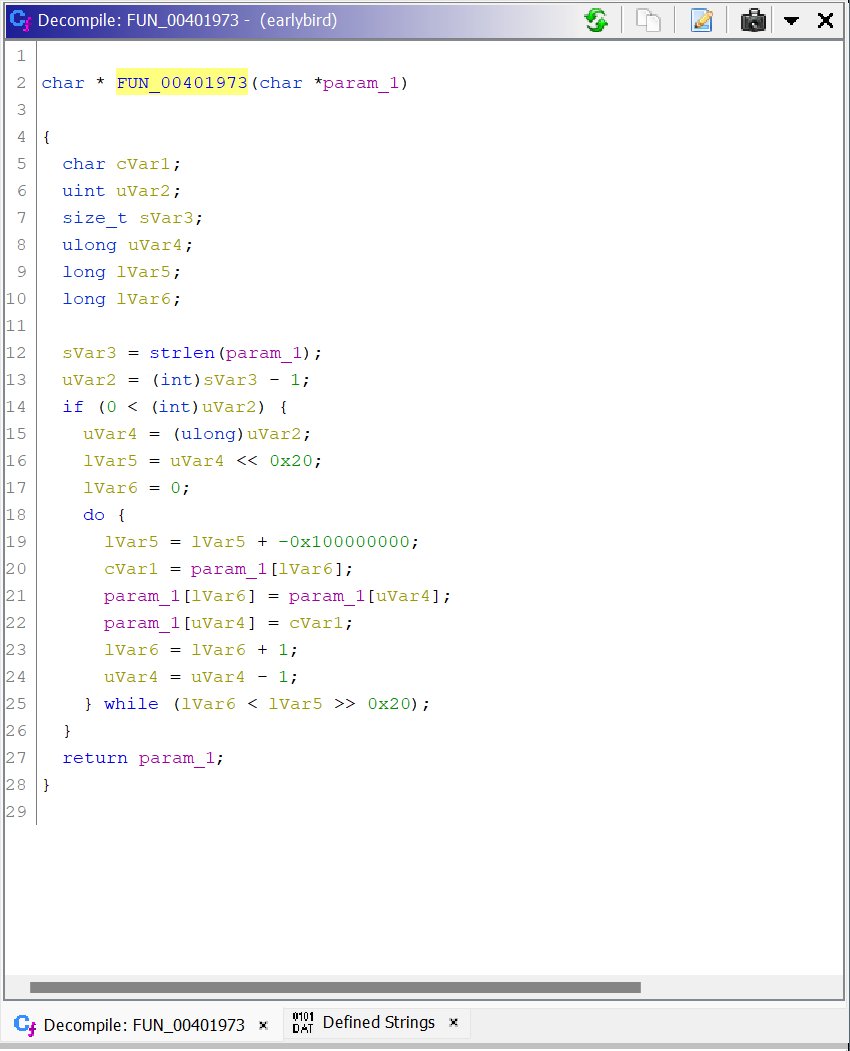 Decompile: FUN_00401973 - (earlybird)
1
2 char * FUN_00401973(char *param_1)
3
4 {
5   char cVar1;
6   uint uVar2;
7   size_t sVar3;
8   ulong uVar4;
9   long lVar5;
10   long lVar6;
11
12   sVar3 = strlen(param_1);
13   uVar2 = (int)sVar3 - 1;
14   if (0 < (int)uVar2) {
15     uVar4 = (ulong)uVar2;
16     lVar5 = uVar4 << 0x20;
17     lVar6 = 0;
18     do {
19       lVar5 = lVar5 + -0x100000000;
20       cVar1 = param_1[lVar6];
21       param_1[lVar6] = param_1[uVar4];
22       param_1[uVar4] = cVar1;
23       lVar6 = lVar6 + 1;
24       uVar4 = uVar4 - 1;
25     } while (lVar6 < lVar5 >> 0x20);
26   }
27   return param_1;
28 }
29
Decompile: FUN_00401973 × 0101 DAT Defined Strings ×